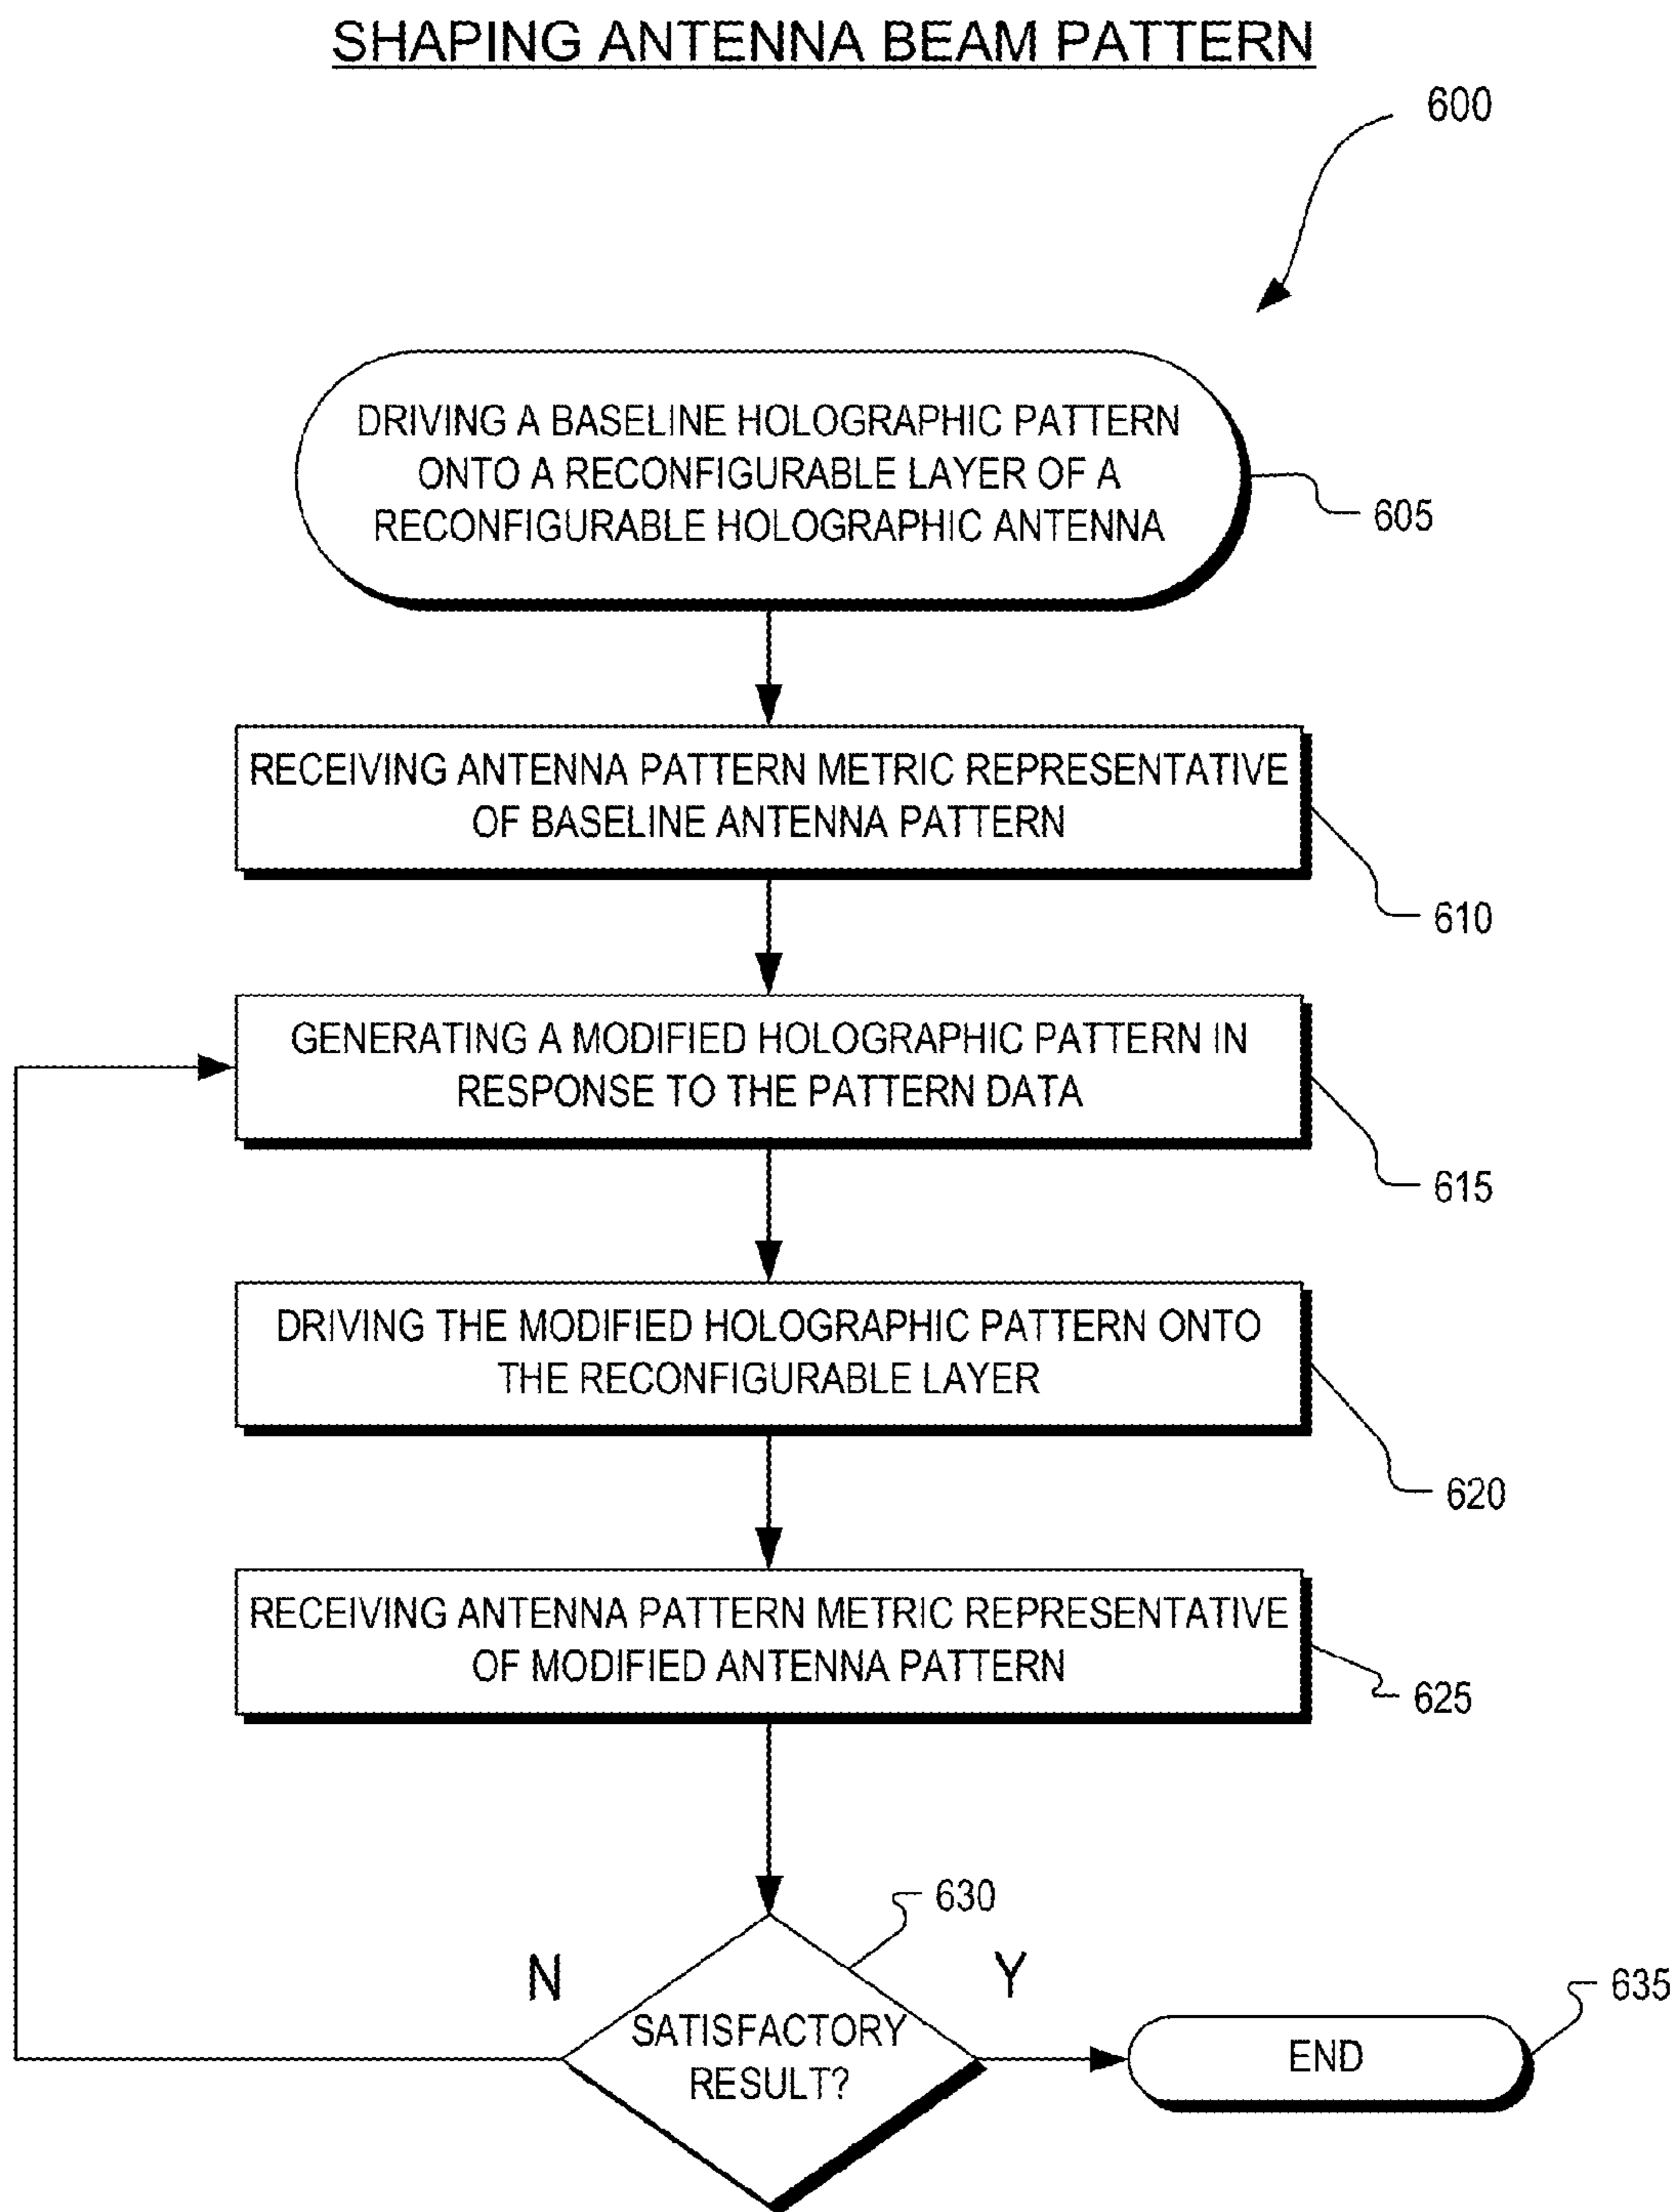 SHAPING ANTENNA BEAM PATTERN
600
DRIVING A BASELINE HOLOGRAPHIC PATTERN
ONTO A RECONFIGURABLE LAYER OF A
RECONFIGURABLE HOLOGRAPHIC ANTENNA
605
RECEIVING ANTENNA PATTERN METRIC REPRESENTATIVE
OF BASELINE ANTENNA PATTERN
610
GENERATING A MODIFIED HOLOGRAPHIC PATTERN IN
RESPONSE TO THE PATTERN DATA
615
DRIVING THE MODIFIED HOLOGRAPHIC PATTERN ONTO
THE RECONFIGURABLE LAYER
620
RECEIVING ANTENNA PATTERN METRIC REPRESENTATIVE
OF MODIFIED ANTENNA PATTERN
625
630
N
Y
SATISFACTORY
RESULT?
635
END